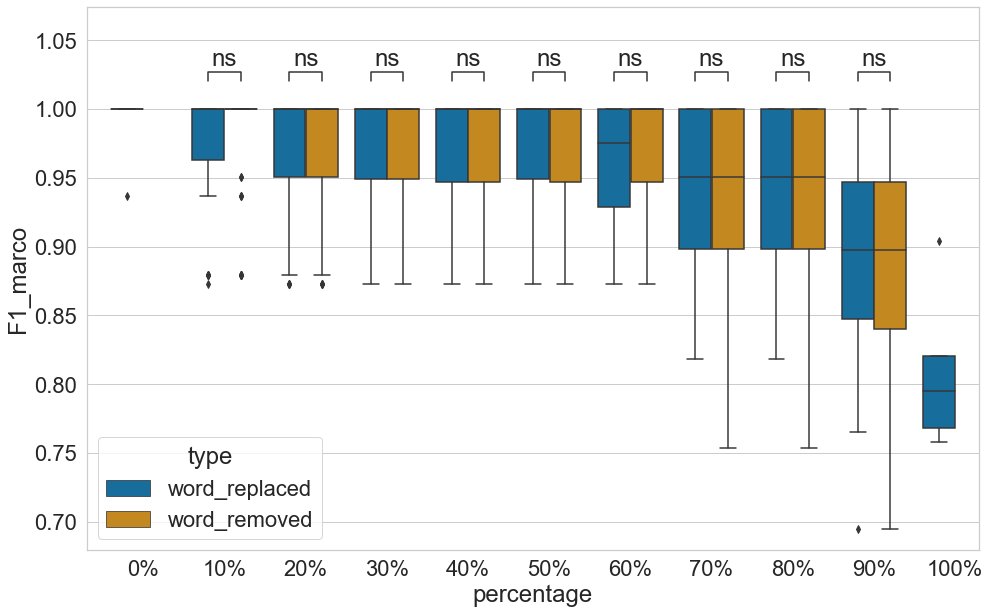 1.05
1.00
0.95
0.90
0.85
0.80
0.75
0.70
F1_marco
ns ns ns ns ns ns ns ns ns
type
word_replaced
word_removed
0% 10% 20% 30% 40% 50% 60% 70% 80% 90% 100%
percentage